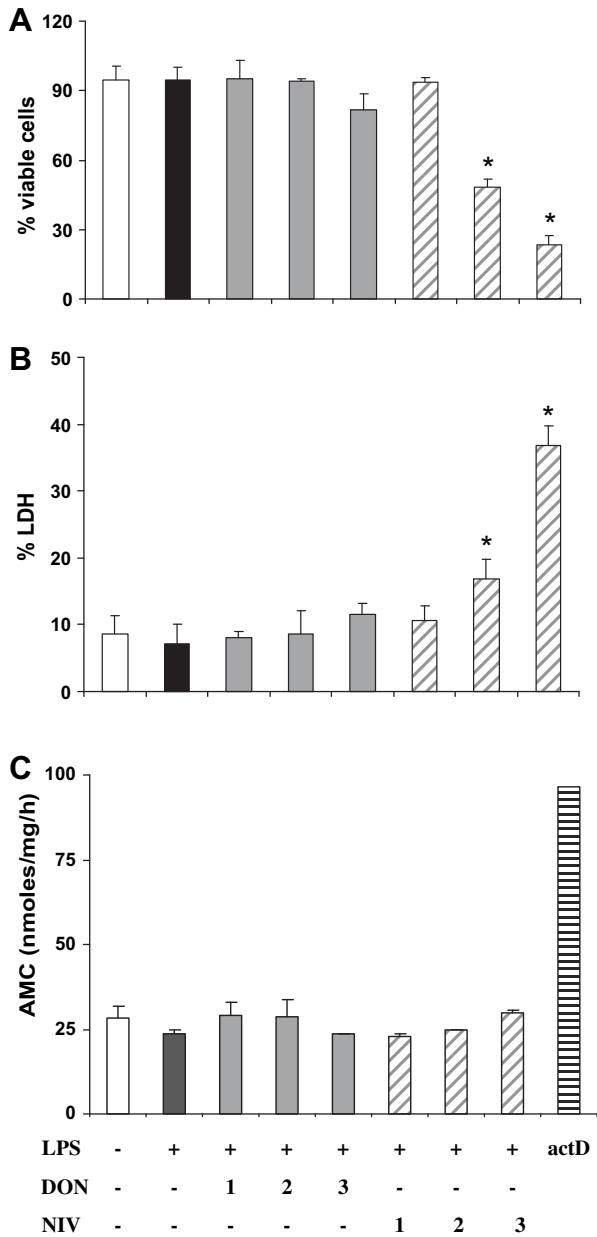 A
120
90
60
30
0
% viable cells
*
*
B
50
40
30
20
10
0
% LDH
*
*
C
100
75
50
25
0
AMC (nmoles/mg/h)
LPS - + + + + + + + actD
DON - - 1 2 3 - - -
NIV - - - - - 1 2 3